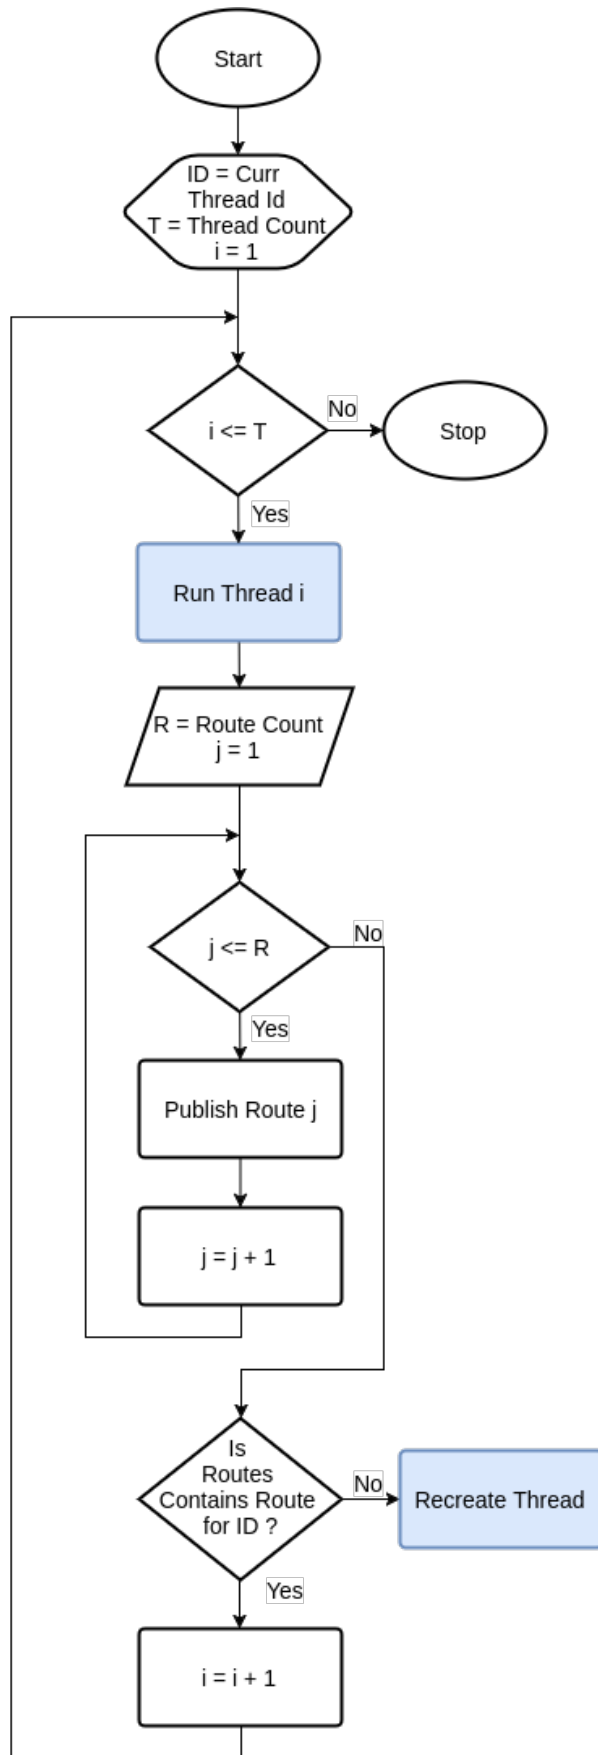 Start
ID = Curr
Thread Id
T = Thread Count
i = 1
i <= T
No
Stop
Yes
Run Thread i
R = Route Count
j = 1
j <= R
No
Yes
Publish Route j
j = j + 1
Is
Routes
Contains Route
for ID ?
No
Recreate Thread
Yes
i = i + 1